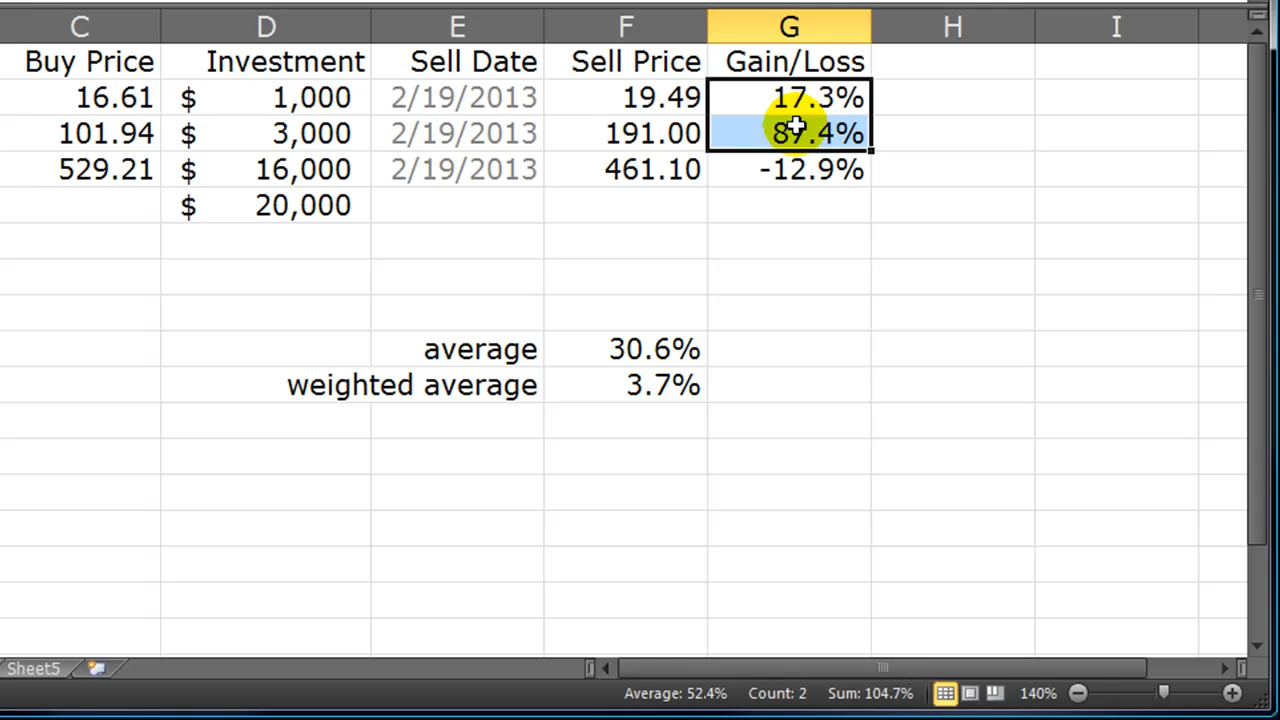 C D E F G H I
Buy Price Investment Sell Date Sell Price Gain/Loss
16.61 $ 1,000 2/19/2013 19.49 17.3%
101.94 $ 3,000 2/19/2013 191.00 87.4%
529.21 $ 16,000 2/19/2013 461.10 -12.9%
$ 20,000
average 30.6%
weighted average 3.7%
Sheet5
Average: 52.4% Count: 2 Sum: 104.7% 140%